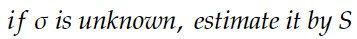 if σ is unknown, estimate it by S